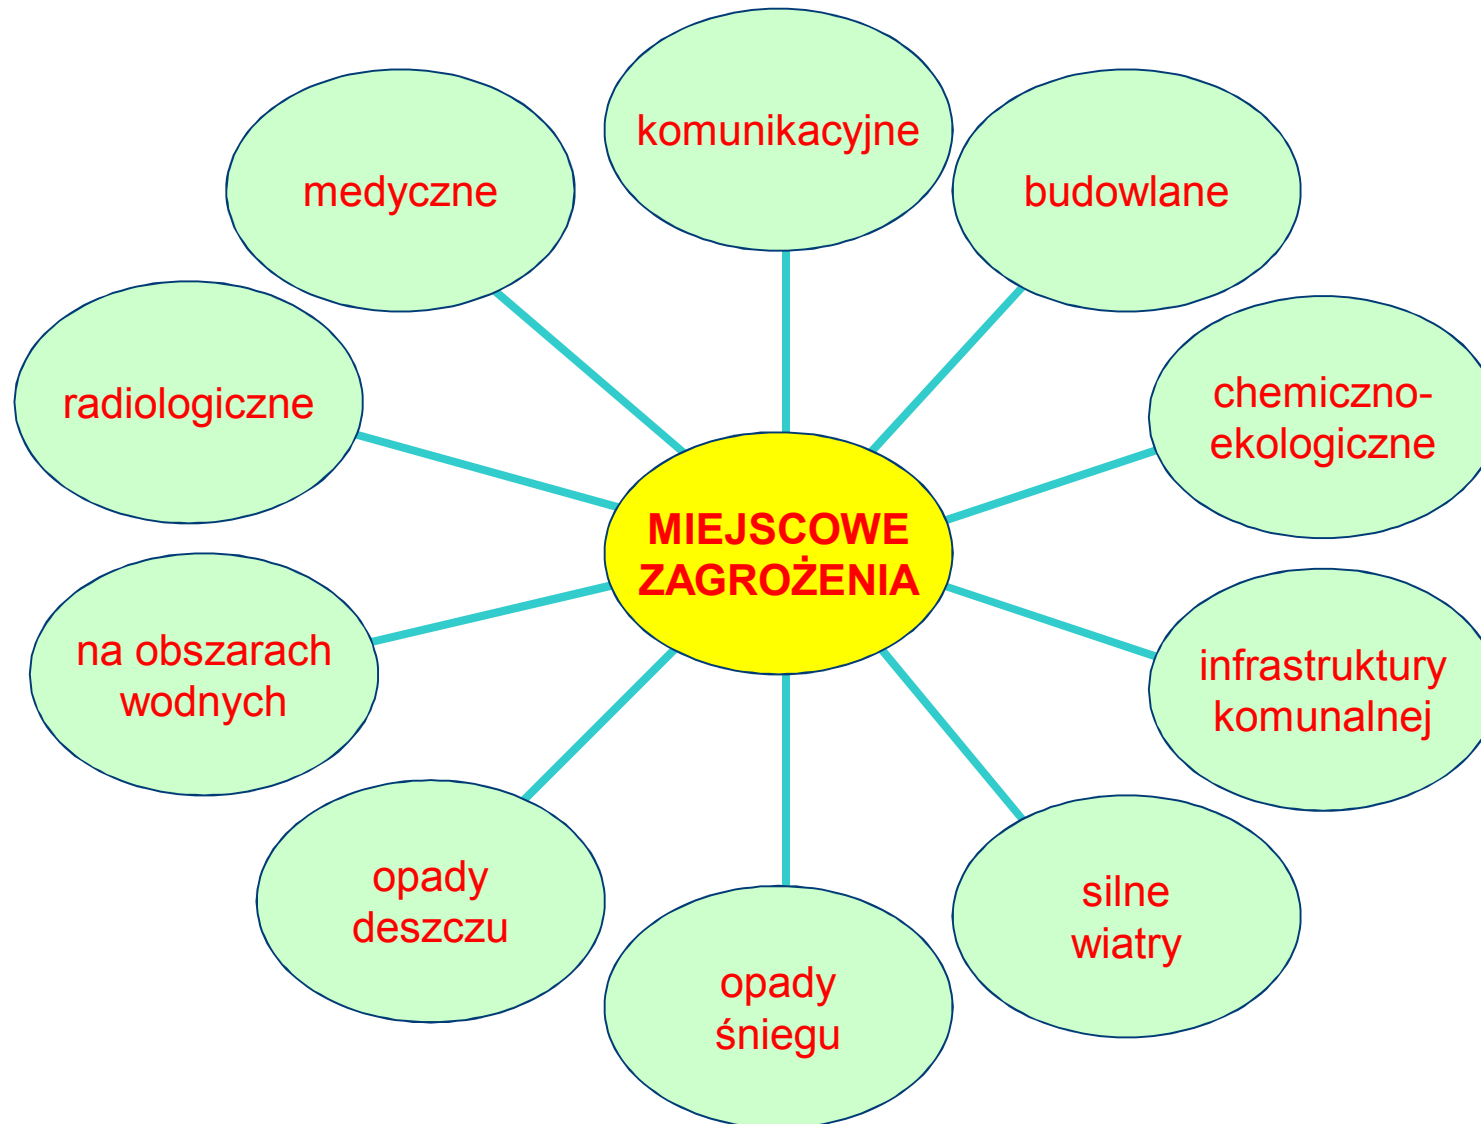 komunikacyjne
medyczne
budowlane
radiologiczne
chemiczno-
ekologiczne
MIEJSCOWE
ZAGROŻENIA
na obszarach
wodnych
infrastruktury
komunalnej
opady
deszczu
silne
wiatry
opady
śniegu